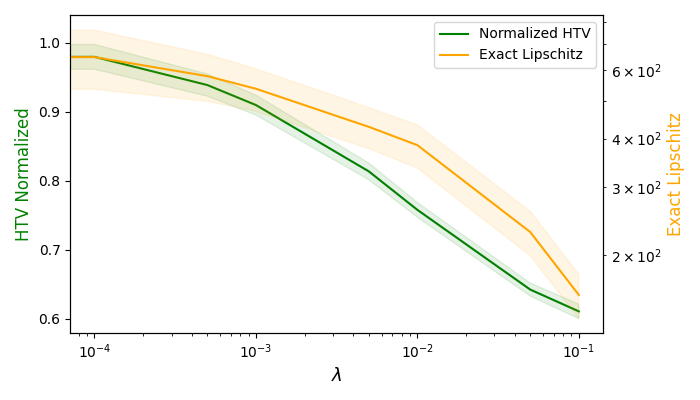 Normalized HTV
Exact Lipschitz
HTV Normalized
1.0
0.9
0.8
0.7
0.6
6 × 10²
4 × 10²
3 × 10²
2 × 10²
Exact Lipschitz
10⁻⁴
10⁻³
10⁻²
10⁻¹
λ